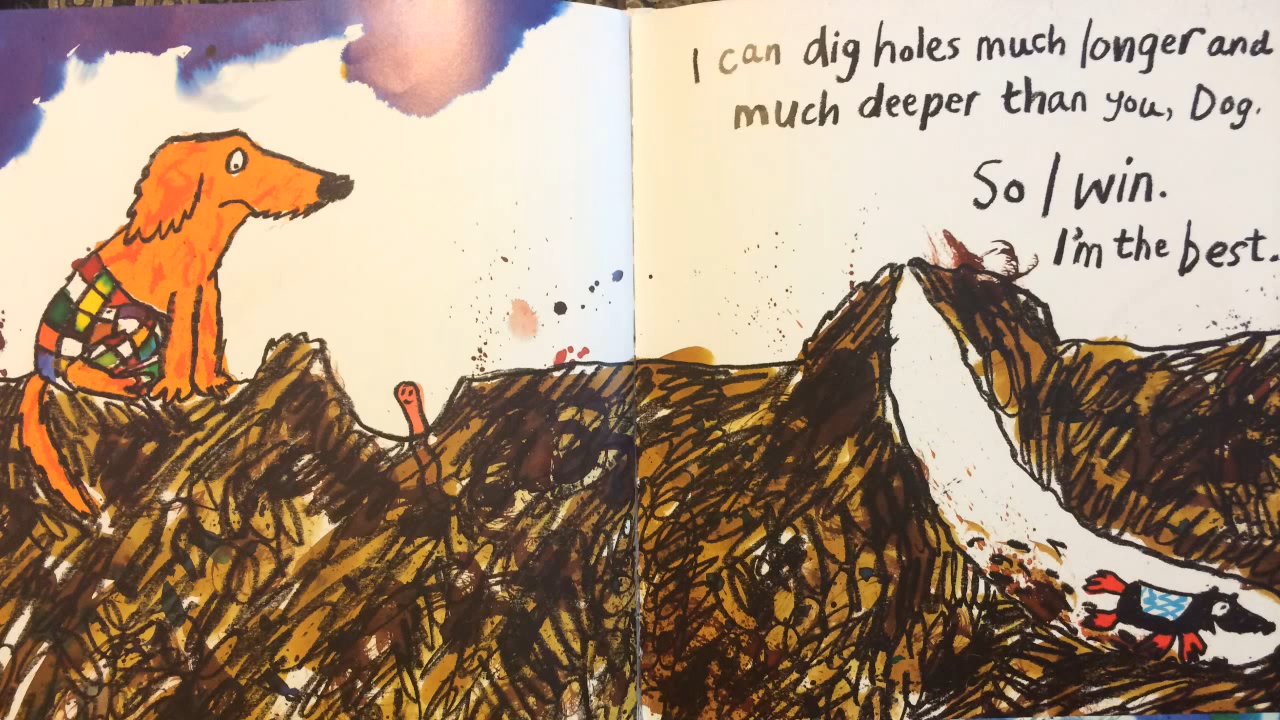 I can dig holes much longer and
much deeper than you, Dog.
So I win.
I'm the best.